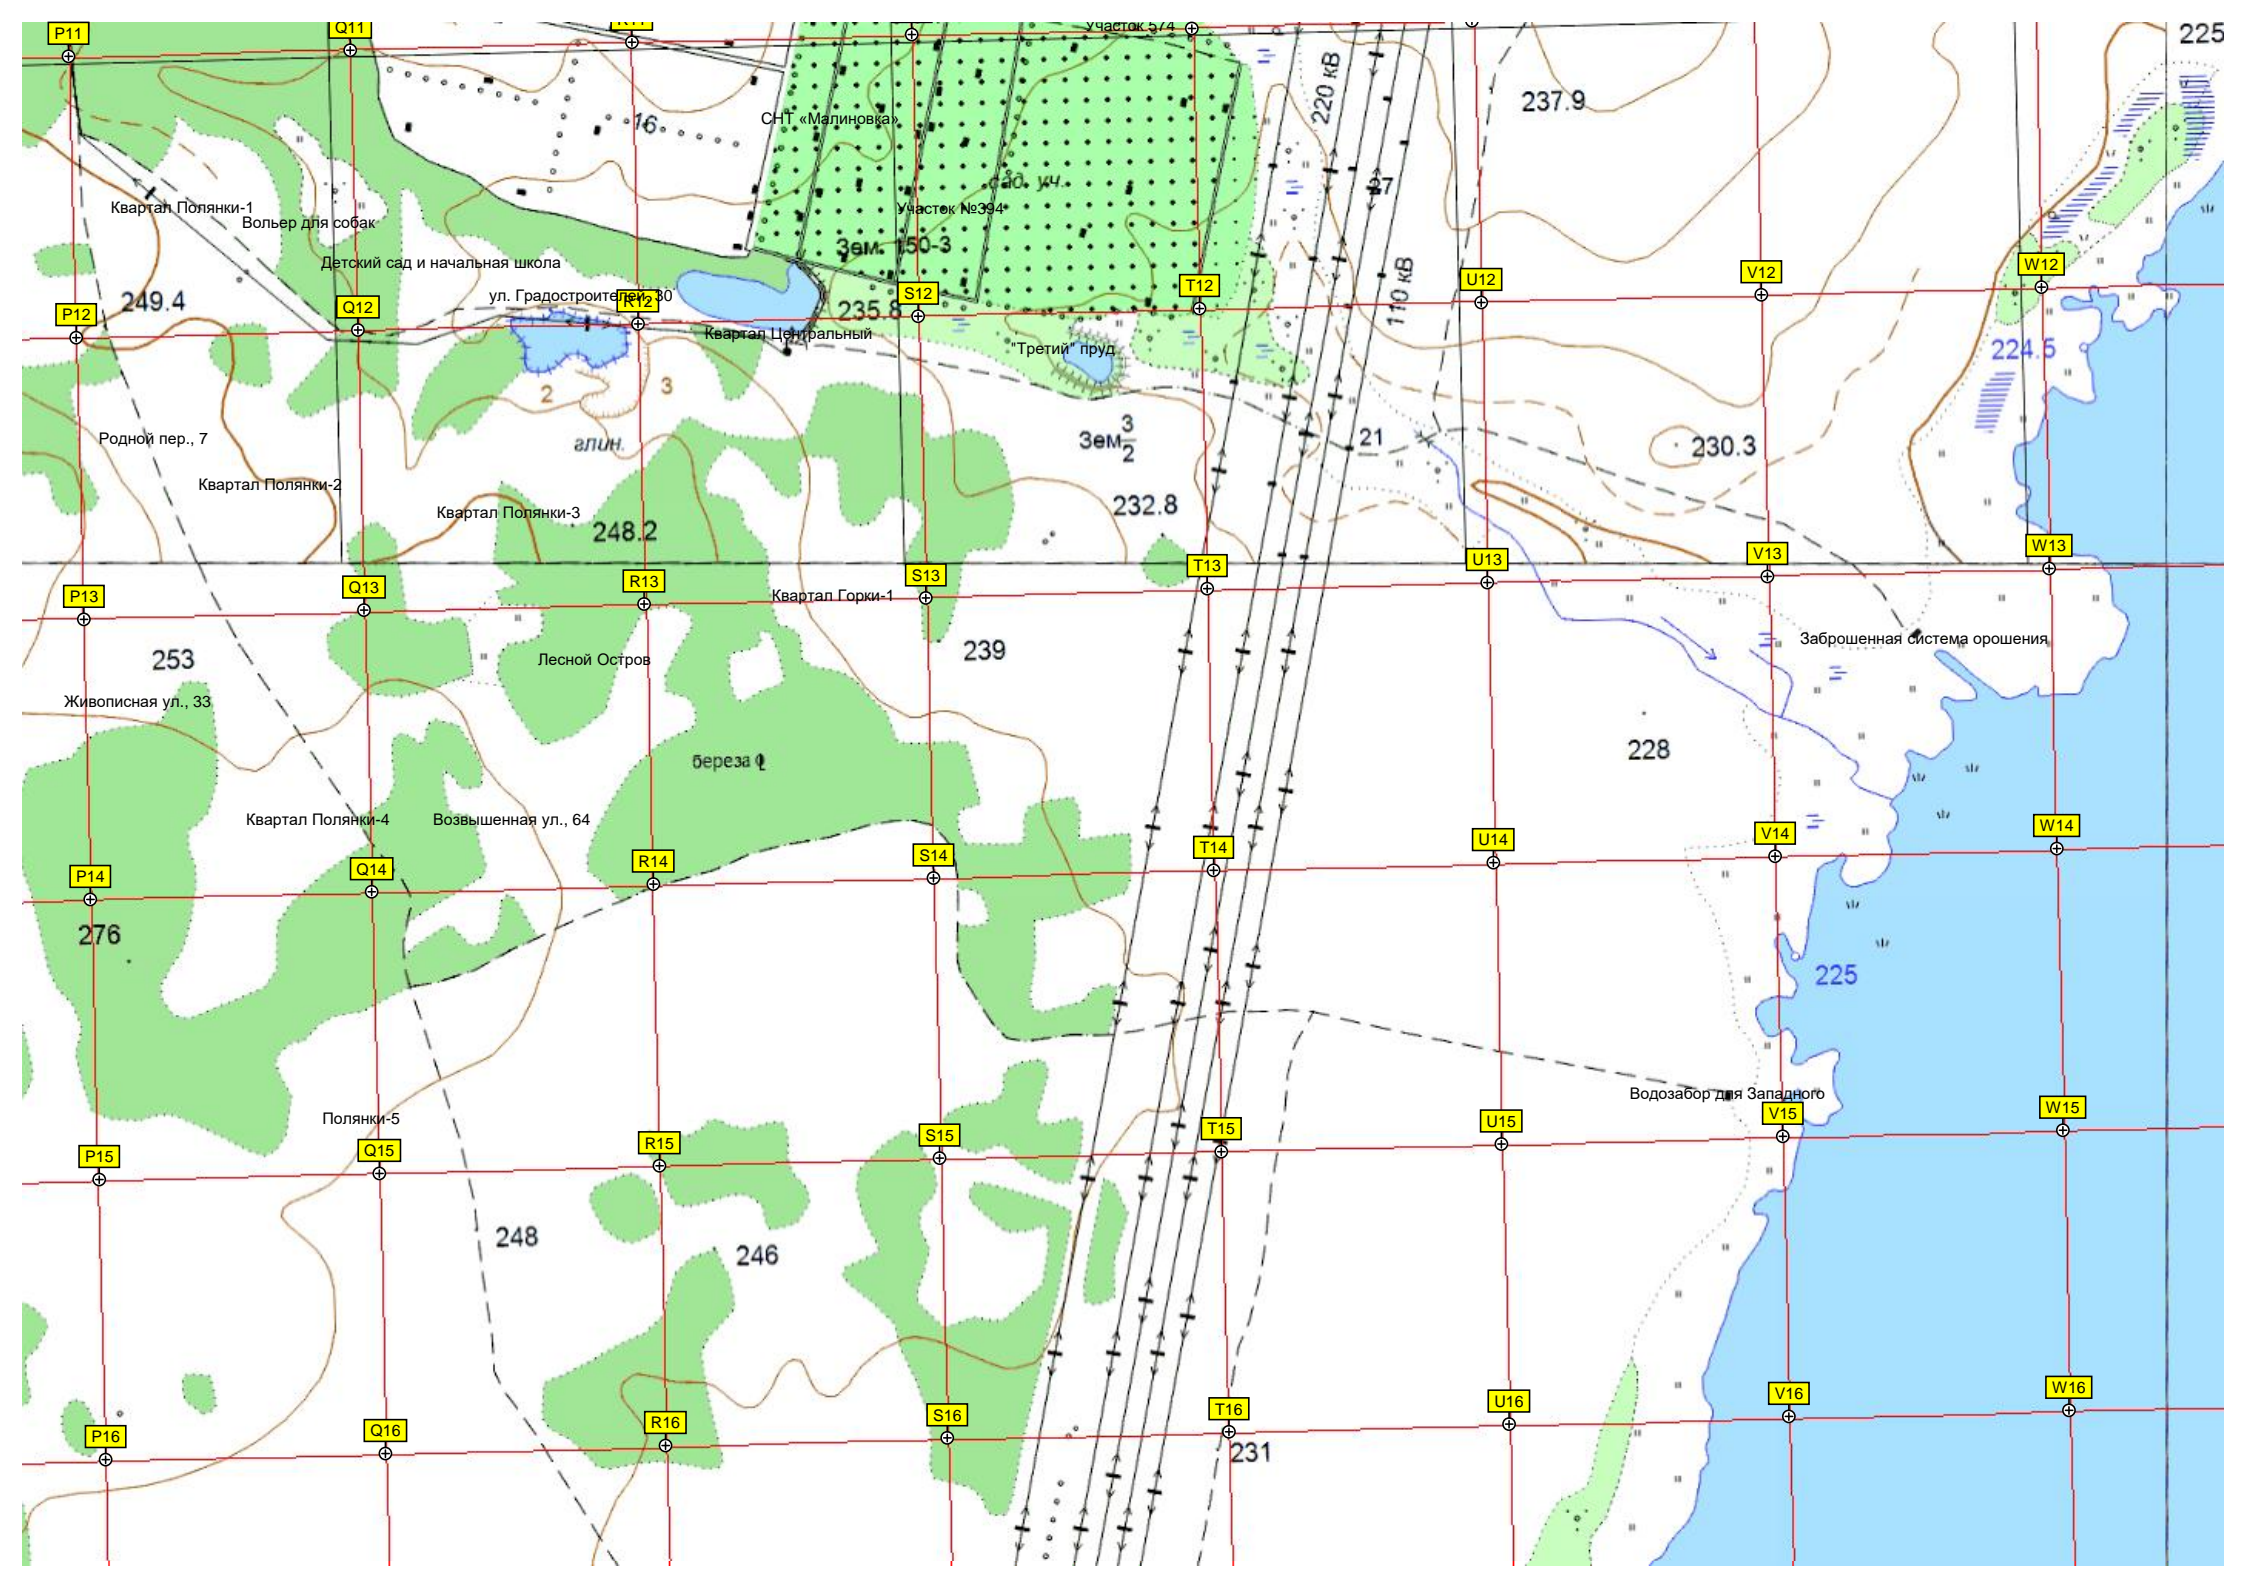 P11
Q11
Участок 574
225
237.9
220 кВ
16
СНТ «Малиновка»
сад. уч.
27
Квартал Полянки-1
Участок №394
Вольер для собак
Зем. 150-3
Детский сад и начальная школа
110 кВ
W12
V12
U12
T12
S12
249.4
ул. Градостроителей, 30
R12
Q12
P12
235.8
Квартал Центральный
"Третий" пруд
224.5
2
3
Родной пер., 7
глин.
Зем 3/2
21
230.3
Квартал Полянки-2
Квартал Полянки-3
232.8
248.2
W13
V13
U13
T13
S13
R13
Q13
P13
Квартал Горки-1
Заброшенная система орошения
253
Лесной Остров
239
Живописная ул., 33
228
береза
Квартал Полянки-4
Возвышенная ул., 64
W14
V14
U14
T14
S14
R14
Q14
P14
276
225
Водозабор для Западного
W15
V15
U15
T15
S15
R15
Q15
P15
Полянки-5
248
246
W16
V16
U16
T16
S16
R16
Q16
P16
231